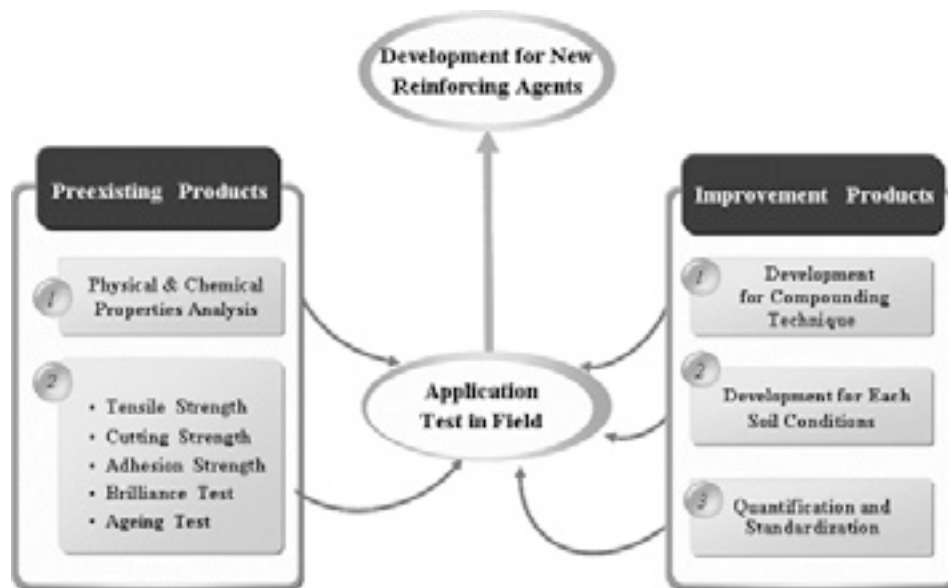 Development for New
Reinforcing Agents
Preexisting Products
1
Physical & Chemical
Properties Analysis
2
• Tensile Strength
• Cutting Strength
• Adhesion Strength
• Brilliance Test
• Ageing Test
Application
Test in Field
Improvement Products
1
Development
for Compounding
Technique
2
Development for Each
Soil Conditions
3
Quantification and
Standardization